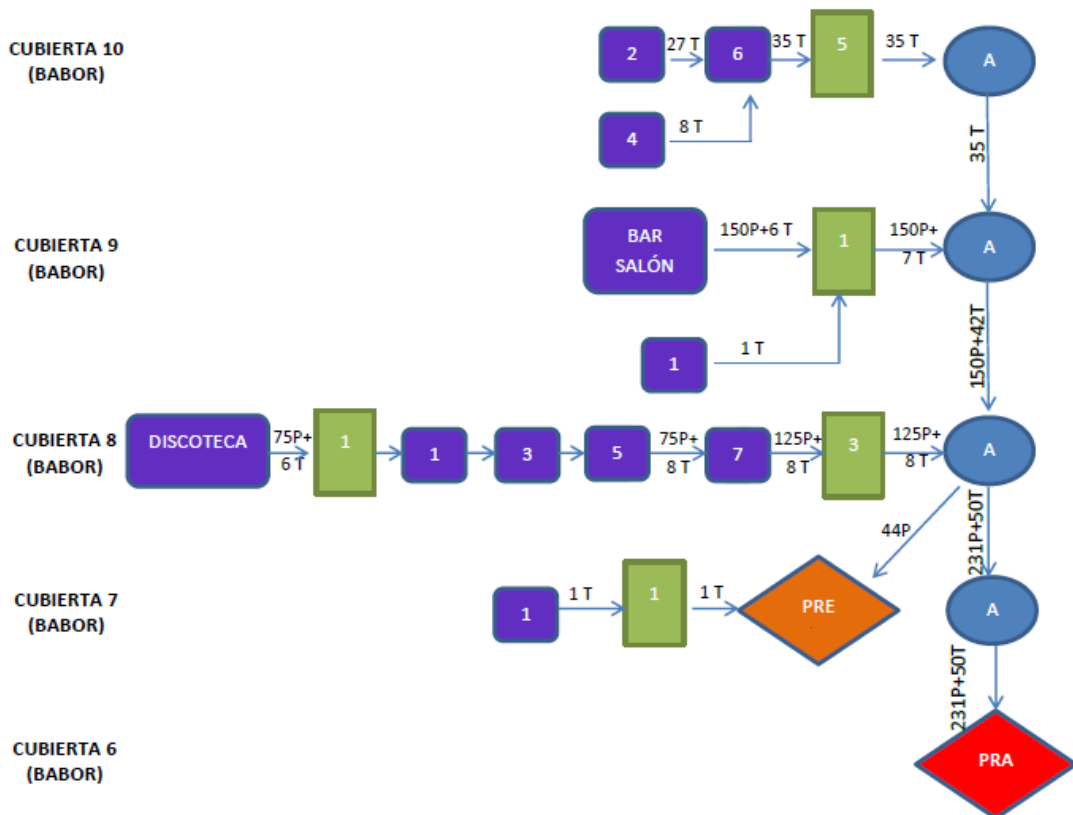 CUBIERTA 10
(BABOR)
2
27 T
6
35 T
5
35 T
A
4
8 T
35 T
CUBIERTA 9
(BABOR)
BAR
SALÓN
150P+6 T
1
150P+
7 T
A
1
1 T
150P+42T
CUBIERTA 8
(BABOR)
DISCOTECA
75P+
6 T
1
1
3
5
75P+
8 T
7
125P+
8 T
3
125P+
8 T
A
44P
231P+50T
CUBIERTA 7
(BABOR)
1
1 T
1
1 T
PRE
A
231P+50T
CUBIERTA 6
(BABOR)
PRA